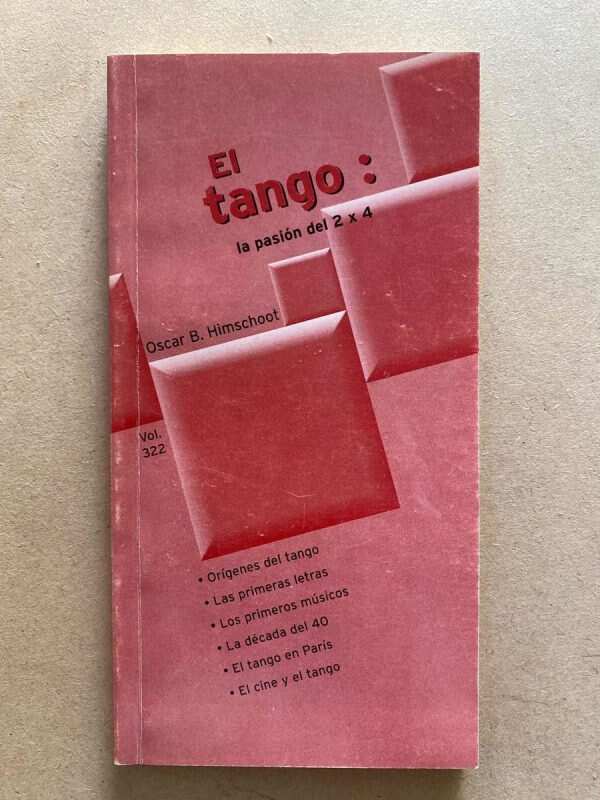 El
tango :
la pasión del 2 x 4
Oscar B. Himschoot
Vol.
322
• Orígenes del tango
• Las primeras letras
• Los primeros músicos
• La década del 40
• El tango en París
• El cine y el tango